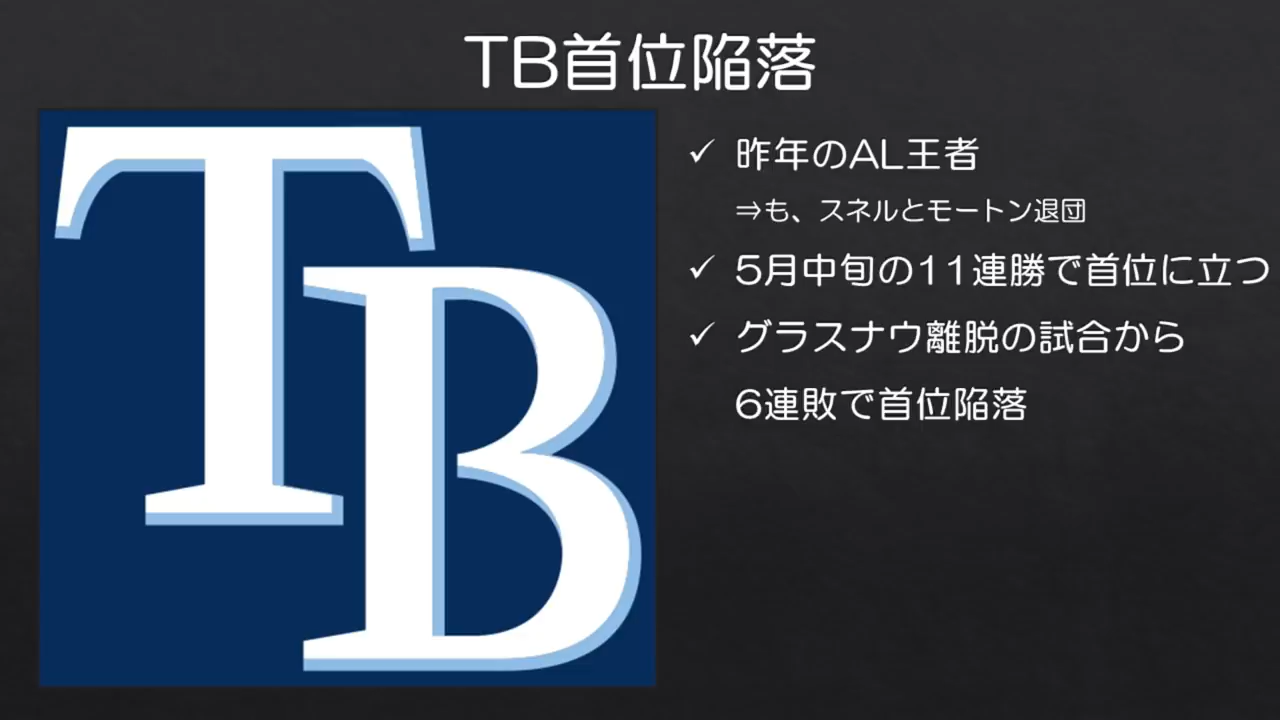 TB首位陥落
TB
✓ 昨年のAL王者
⇒も、スネルとモートン退団
✓ 5月中旬の11連勝で首位に立つ
✓ グラスナウ離脱の試合から
6連敗で首位陥落